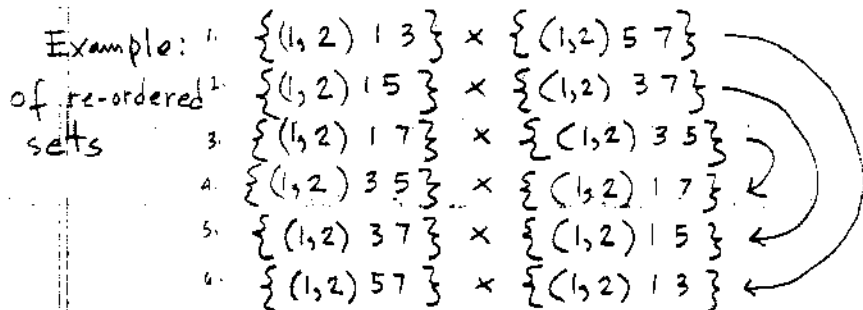 Example: 1. {(1,2) 1 3} × {(1,2) 5 7}
of re-ordered 2. {(1,2) 1 5} × {(1,2) 3 7}
setts 3. {(1,2) 1 7} × {(1,2) 3 5}
4. {(1,2) 3 5} × {(1,2) 1 7}
5. {(1,2) 3 7} × {(1,2) 1 5}
6. {(1,2) 5 7} × {(1,2) 1 3}